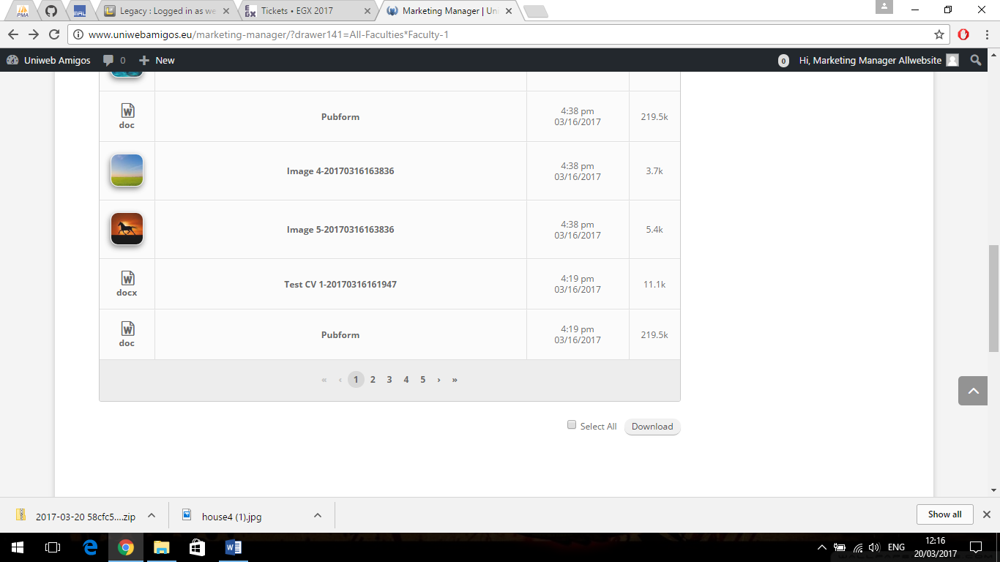 PMA
MAL
Legacy : Logged in as we
EGX
Tickets • EGX 2017
Marketing Manager | Uni
www.uniwebamigos.eu/marketing-manager/?drawer141=All-Faculties*Faculty-1
Uniweb Amigos 0 + New
0 Hi, Marketing Manager Allwebsite
W
doc
Pubform
4:38 pm
03/16/2017
219.5k
Image 4-20170316163836
4:38 pm
03/16/2017
3.7k
Image 5-20170316163836
4:38 pm
03/16/2017
5.4k
W
docx
Test CV 1-20170316161947
4:19 pm
03/16/2017
11.1k
W
doc
Pubform
4:19 pm
03/16/2017
219.5k
« ‹ 1 2 3 4 5 › »
Select All Download
2017-03-20 58cfc5....zip
house4 (1).jpg
Show all
W
ENG
12:16
20/03/2017